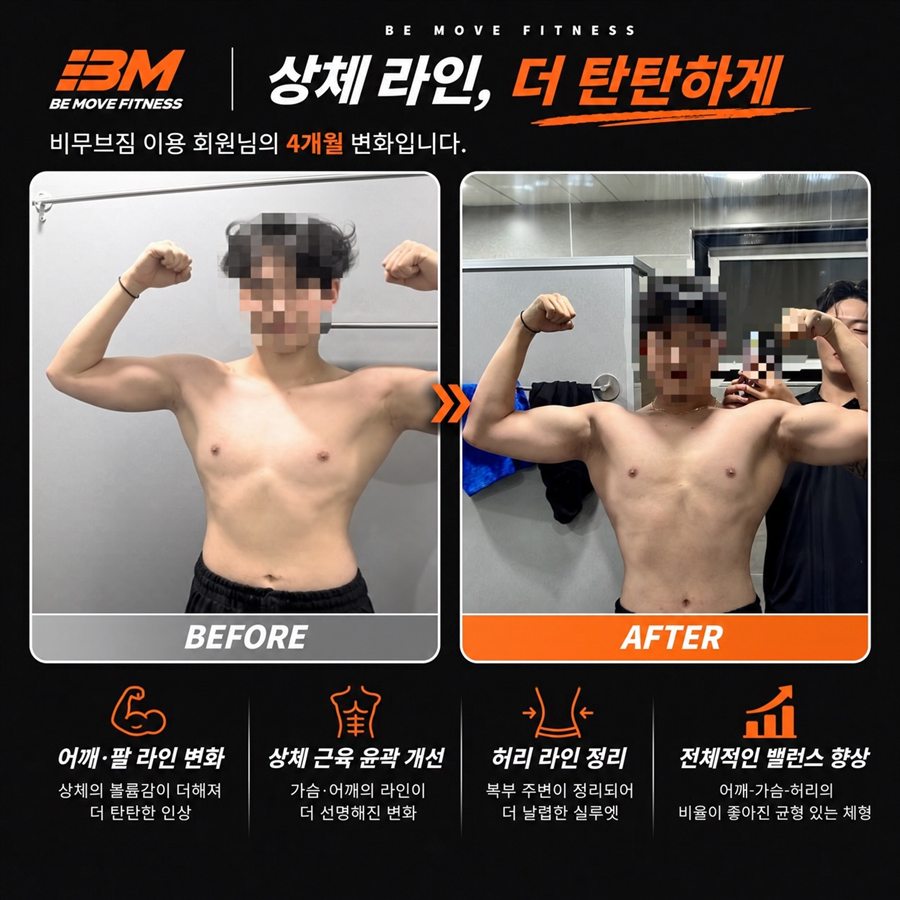 BE MOVE FITNESS
BM
BE MOVE FITNESS
상체 라인, 더 탄탄하게
비무브짐 이용 회원님의 4개월 변화입니다.
BEFORE
AFTER
어깨·팔 라인 변화
상체의 볼륨감이 더해져
더 탄탄한 인상
상체 근육 윤곽 개선
가슴·어깨의 라인이
더 선명해진 변화
허리 라인 정리
복부 주변이 정리되어
더 날렵한 실루엣
전체적인 밸런스 향상
어깨-가슴-허리의
비율이 좋아진 균형 있는 체형